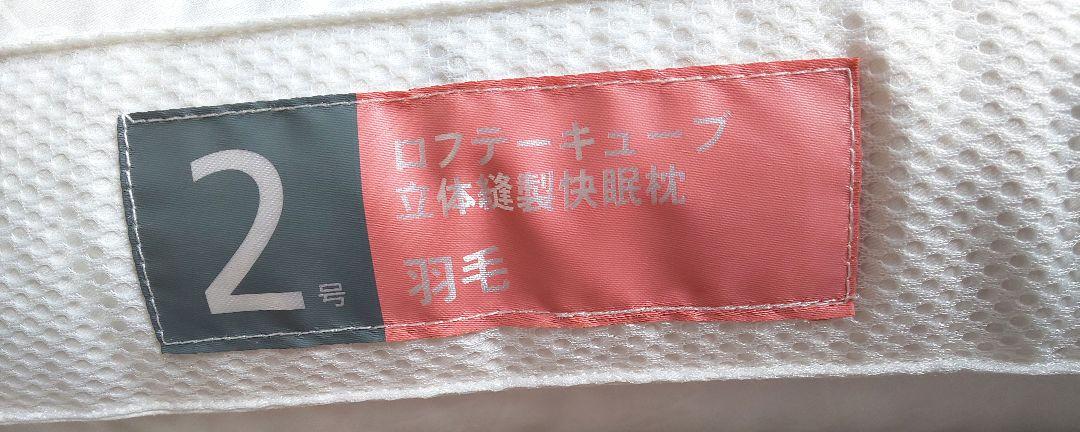 2号
ロフテーキューブ
立体縫製快眠枕
羽毛